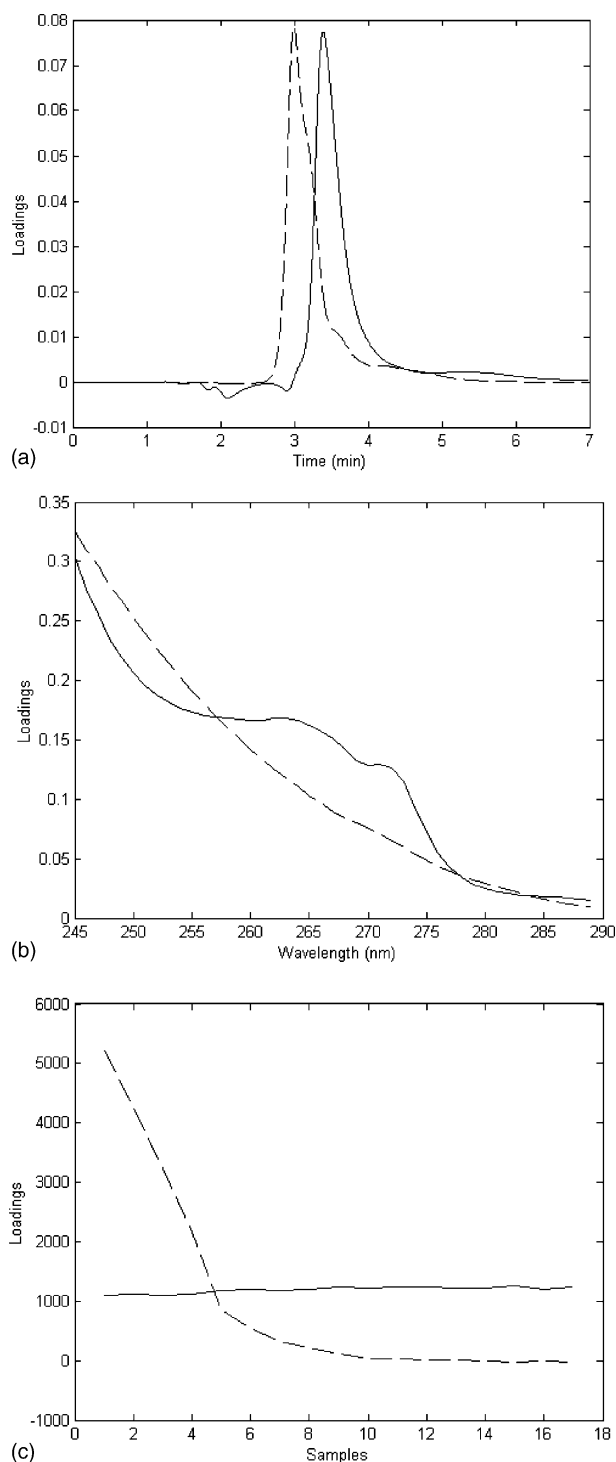 0.08
0.07
0.06
0.05
0.04
0.03
0.02
0.01
0
-0.01
Loadings
0 1 2 3 4 5 6 7
Time (min)
(a)
0.35
0.3
0.25
0.2
0.15
0.1
0.05
0
Loadings
245 250 255 260 265 270 275 280 285 290
Wavelength (nm)
(b)
6000
5000
4000
3000
2000
1000
0
-1000
Loadings
0 2 4 6 8 10 12 14 16 18
Samples
(c)